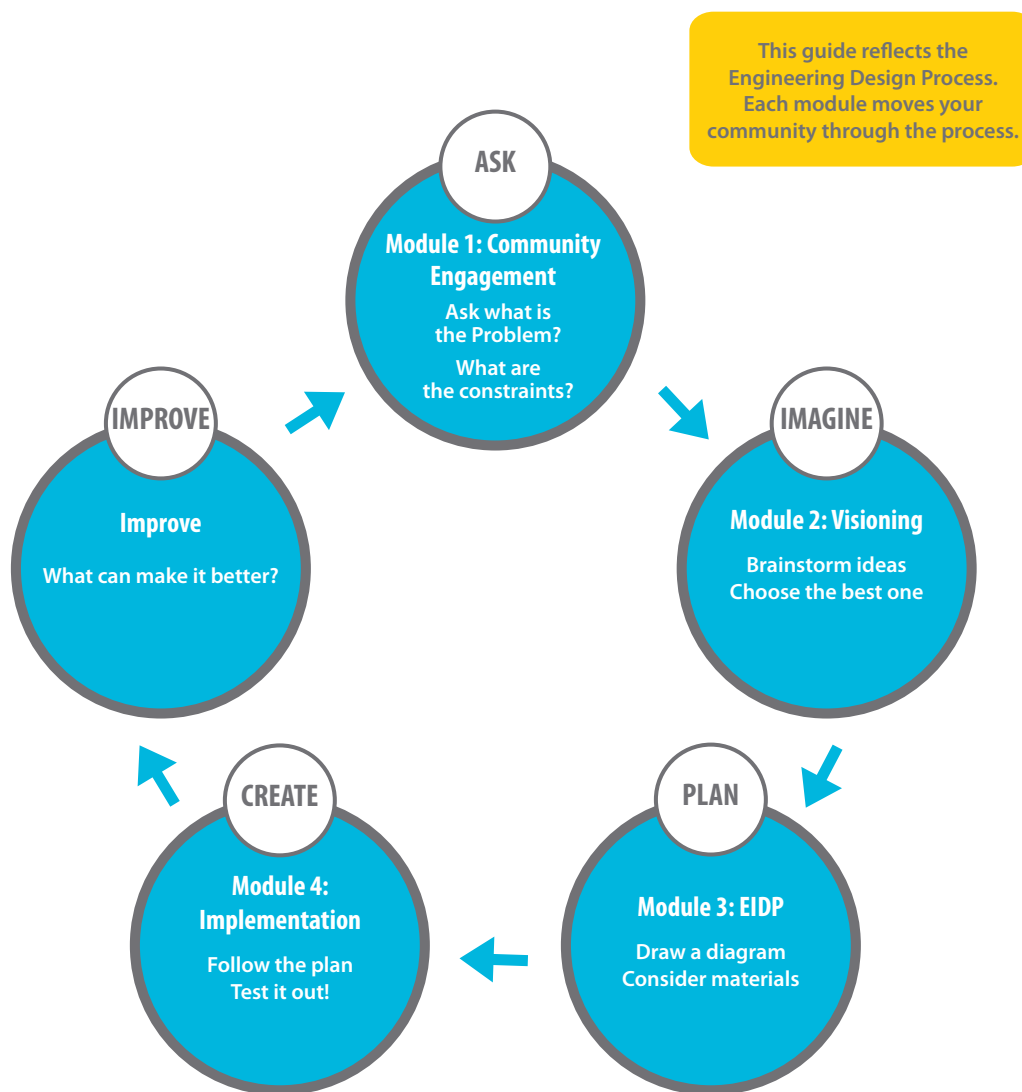 This guide reflects the
Engineering Design Process.
Each module moves your
community through the process.
ASK
Module 1: Community
Engagement
Ask what is
the Problem?
What are
the constraints?
IMAGINE
Module 2: Visioning
Brainstorm ideas
Choose the best one
PLAN
Module 3: EIDP
Draw a diagram
Consider materials
CREATE
Module 4:
Implementation
Follow the plan
Test it out!
IMPROVE
Improve
What can make it better?